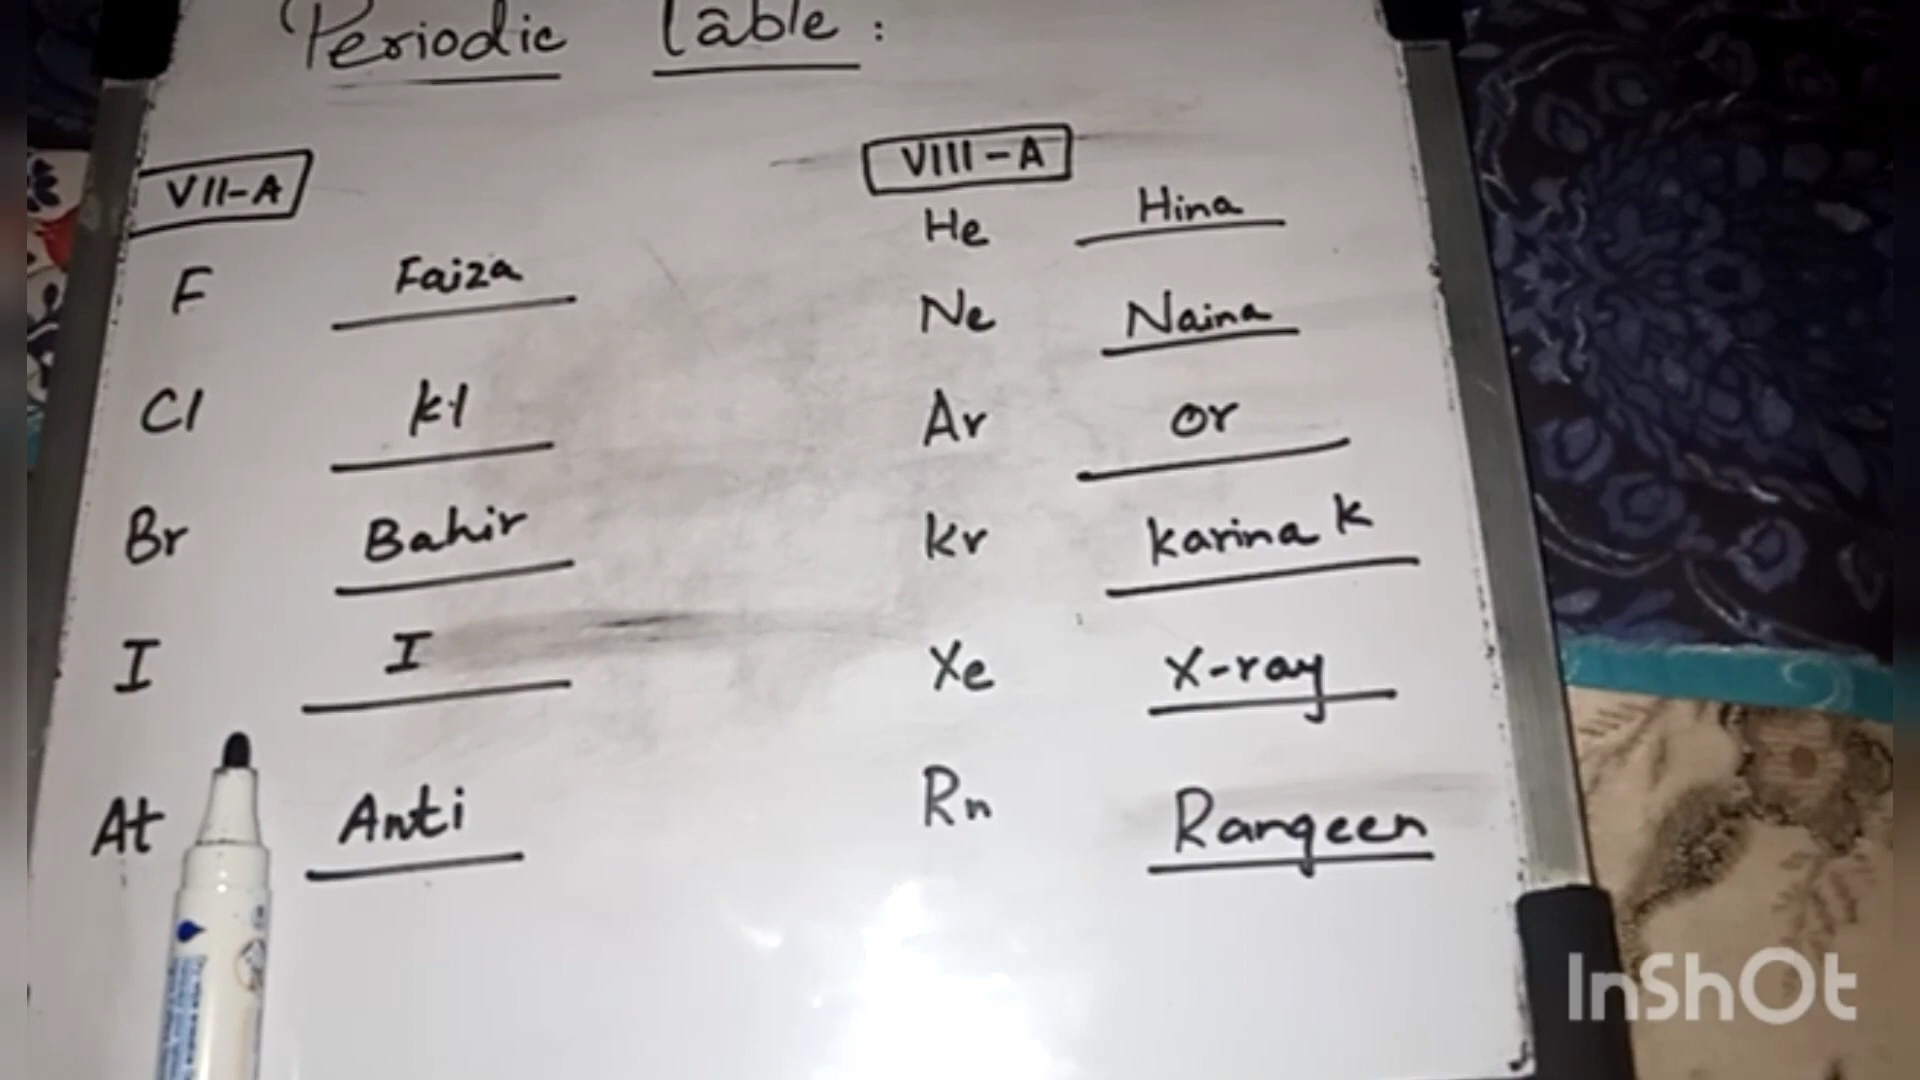 Periodic Table :
VII-A
F Faiza
Cl kl
Br Bahir
I I
At Anti
VIII-A
He Hina
Ne Naina
Ar or
Kr Karina K
Xe X-ray
Rn Rangeen
InShOt